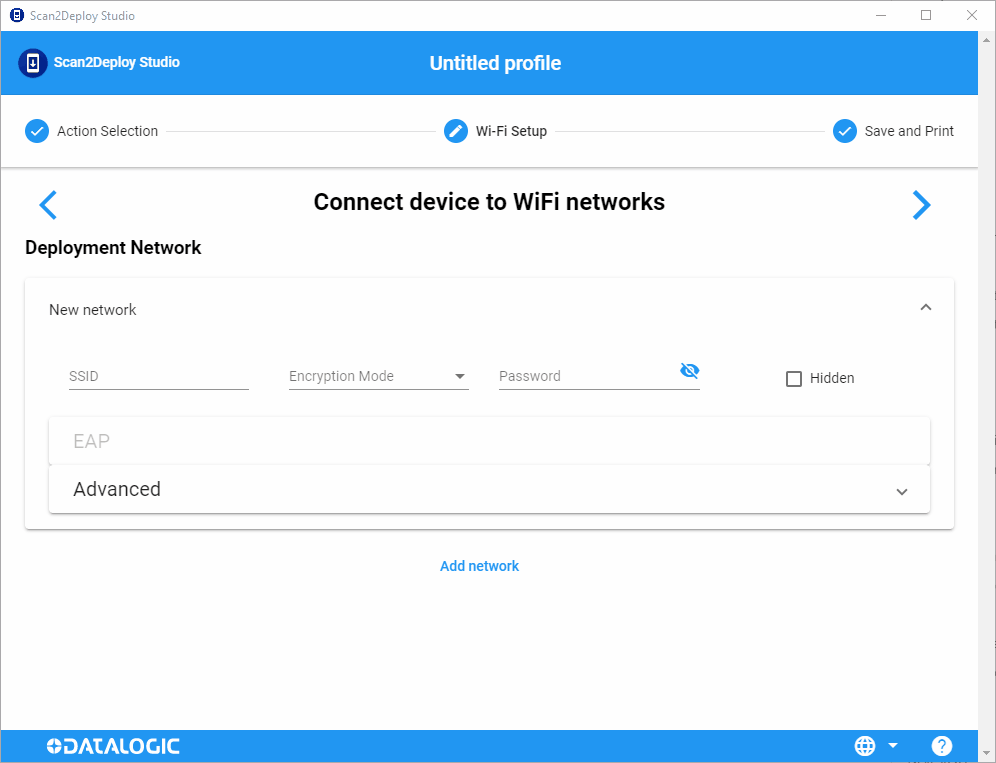 Scan2Deploy Studio
Scan2Deploy Studio
Untitled profile
Action Selection
Wi-Fi Setup
Save and Print
Connect device to WiFi networks
Deployment Network
New network
SSID
Encryption Mode
Password
Hidden
EAP
Advanced
Add network
DATALOGIC
?